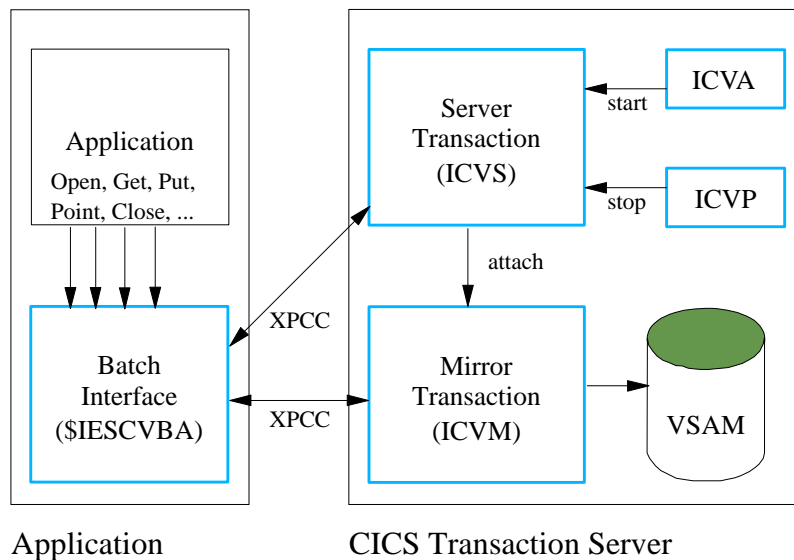 Application
Open, Get, Put,
Point, Close, ...
Batch
Interface
($IESCVBA)
XPCC
XPCC
Server
Transaction
(ICVS)
start
ICVA
stop
ICVP
attach
Mirror
Transaction
(ICVM)
VSAM
Application
CICS Transaction Server